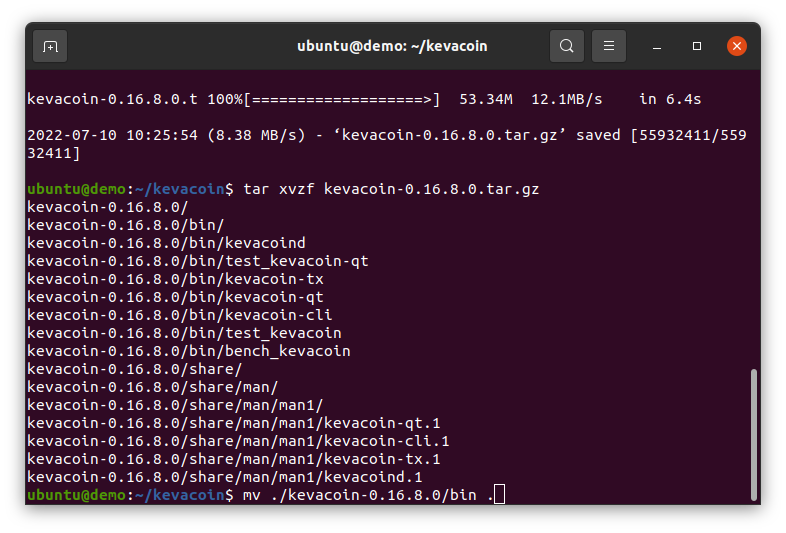 ubuntu@demo: ~/kevacoin
kevacoin-0.16.8.0.t 100%[===================>]  53.34M  12.1MB/s    in 6.4s
2022-07-10 10:25:54 (8.38 MB/s) - ‘kevacoin-0.16.8.0.tar.gz’ saved [55932411/559
32411]
ubuntu@demo:~/kevacoin$ tar xvzf kevacoin-0.16.8.0.tar.gz
kevacoin-0.16.8.0/
kevacoin-0.16.8.0/bin/
kevacoin-0.16.8.0/bin/kevacoind
kevacoin-0.16.8.0/bin/test_kevacoin-qt
kevacoin-0.16.8.0/bin/kevacoin-tx
kevacoin-0.16.8.0/bin/kevacoin-qt
kevacoin-0.16.8.0/bin/kevacoin-cli
kevacoin-0.16.8.0/bin/test_kevacoin
kevacoin-0.16.8.0/bin/bench_kevacoin
kevacoin-0.16.8.0/share/
kevacoin-0.16.8.0/share/man/
kevacoin-0.16.8.0/share/man/man1/
kevacoin-0.16.8.0/share/man/man1/kevacoin-qt.1
kevacoin-0.16.8.0/share/man/man1/kevacoin-cli.1
kevacoin-0.16.8.0/share/man/man1/kevacoin-tx.1
kevacoin-0.16.8.0/share/man/man1/kevacoind.1
ubuntu@demo:~/kevacoin$ mv ./kevacoin-0.16.8.0/bin .